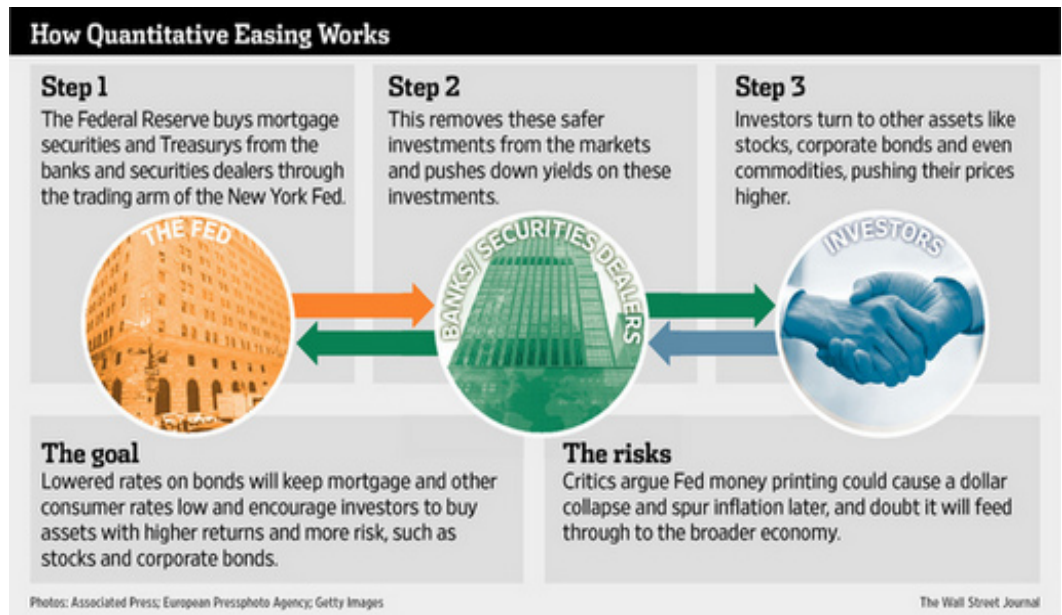 How Quantitative Easing Works
Step 1
The Federal Reserve buys mortgage
securities and Treasurys from the
banks and securities dealers through
the trading arm of the New York Fed.
Step 2
This removes these safer
investments from the markets
and pushes down yields on these
investments.
Step 3
Investors turn to other assets like
stocks, corporate bonds and even
commodities, pushing their prices
higher.
THE FED
BANKS/SECURITIES DEALERS
INVESTORS
The goal
Lowered rates on bonds will keep mortgage and other
consumer rates low and encourage investors to buy
assets with higher returns and more risk, such as
stocks and corporate bonds.
The risks
Critics argue Fed money printing could cause a dollar
collapse and spur inflation later, and doubt it will feed
through to the broader economy.
Photos: Associated Press; European Pressphoto Agency; Getty Images
The Wall Street Journal